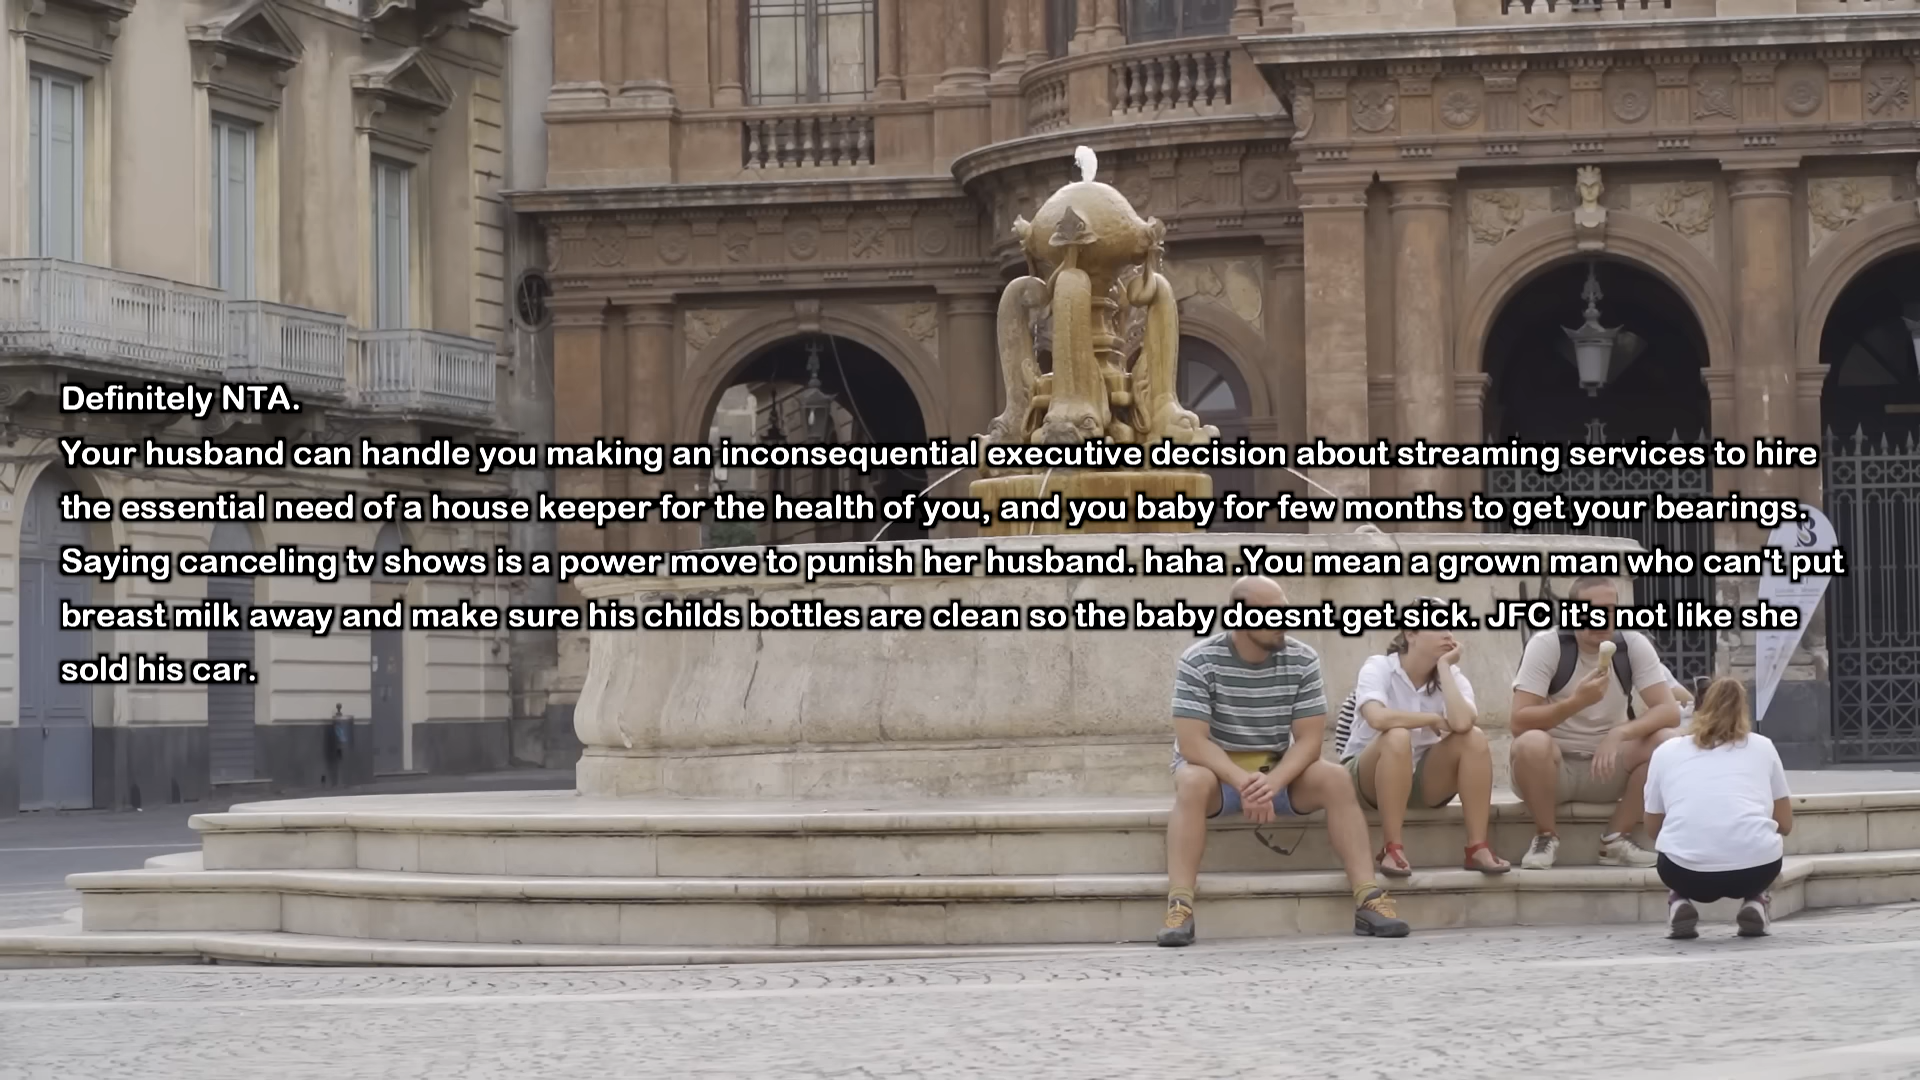 Definitely NTA.
Your husband can handle you making an inconsequential executive decision about streaming services to hire
the essential need of a house keeper for the health of you, and you baby for few months to get your bearings.
Saying canceling tv shows is a power move to punish her husband. haha .You mean a grown man who can't put
breast milk away and make sure his childs bottles are clean so the baby doesnt get sick. JFC it's not like she
sold his car.